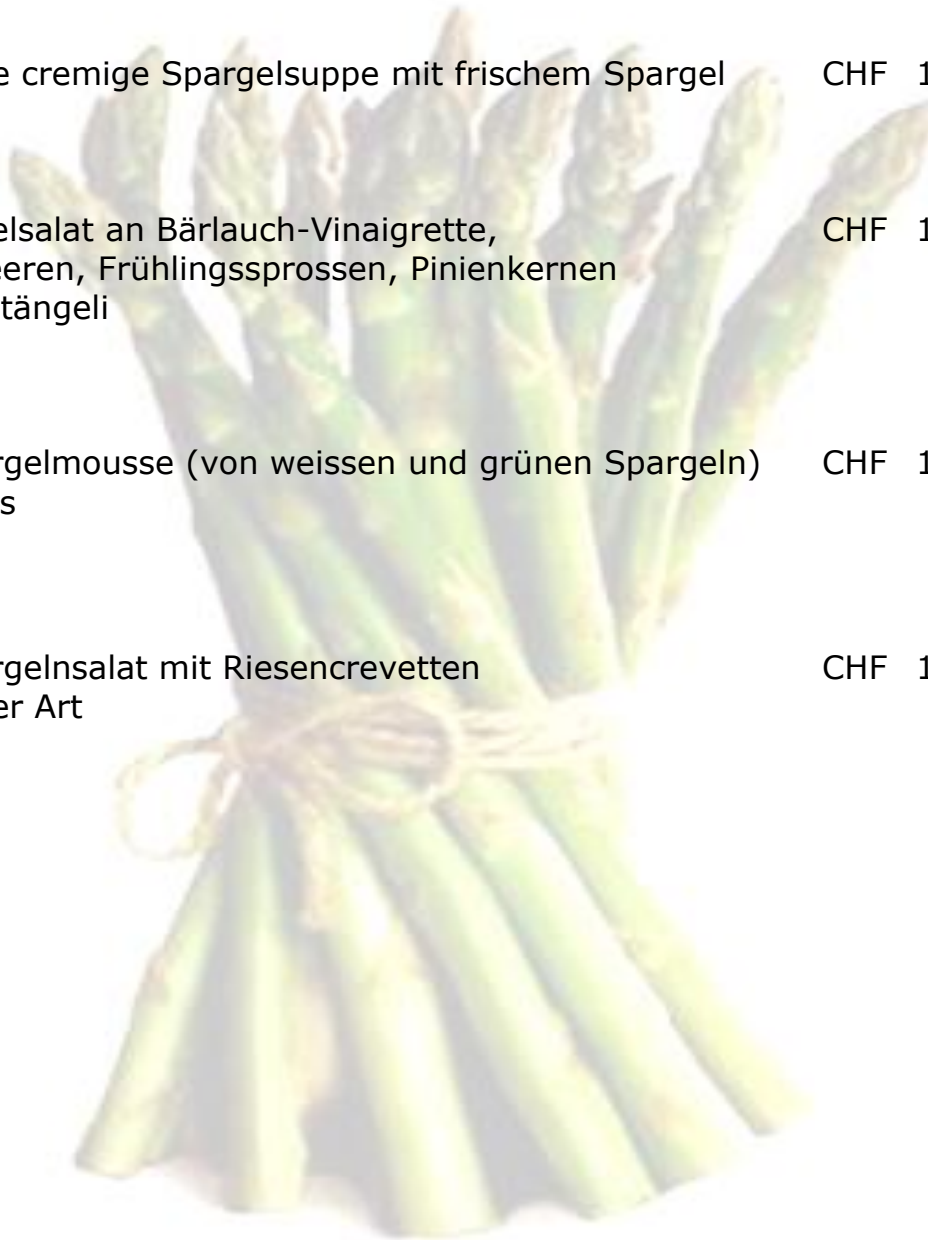 e cremige Spargelsuppe mit frischem Spargel CHF 1
elsalat an Bärlauch-Vinaigrette, CHF 1
eeren, Frühlingssprossen, Pinienkernen
tängeli
rgelmousse (von weissen und grünen Spargeln) CHF 1
s
rgelnsalat mit Riesencrevetten CHF 1
er Art